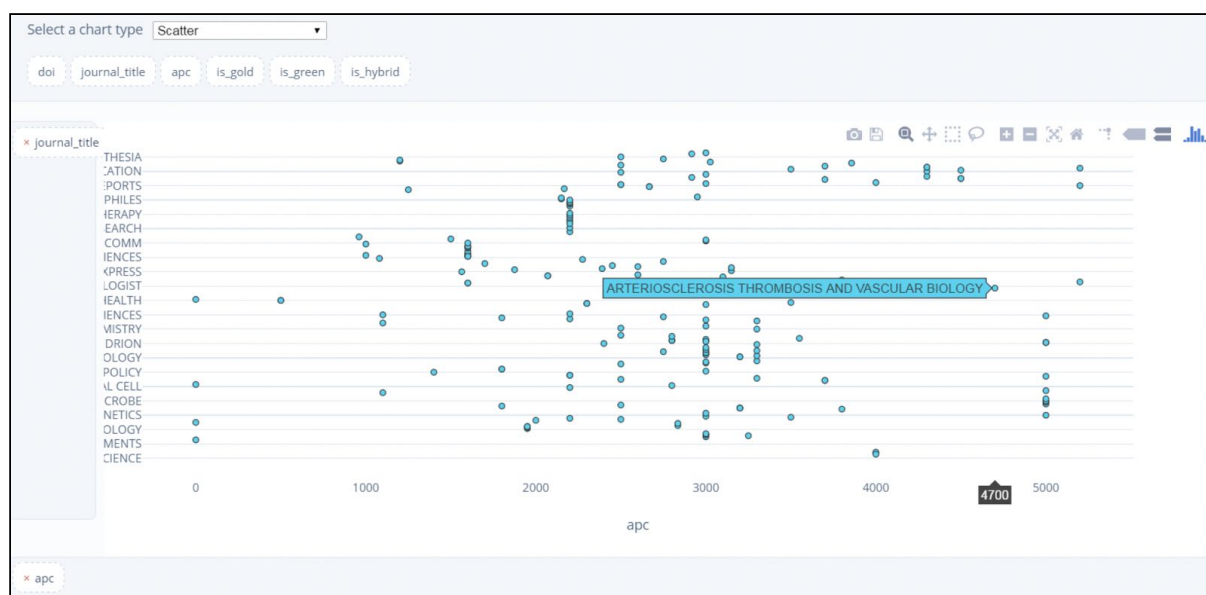 Select a chart type Scatter
doi journal_title apc is_gold is_green is_hybrid
× journal_title
THESIA
CATION
EPORTS
PHILES
HERAPY
EARCH
COMM
IENCES
XPRESS
LOGIST
HEALTH
IENCES
MISTRY
DRION
OLOGY
POLICY
AL CELL
CROBE
NETICS
OLOGY
MENTS
CIENCE
ARTERIOSCLEROSIS THROMBOSIS AND VASCULAR BIOLOGY
0 1000 2000 3000 4000 4700 5000
apc
× apc